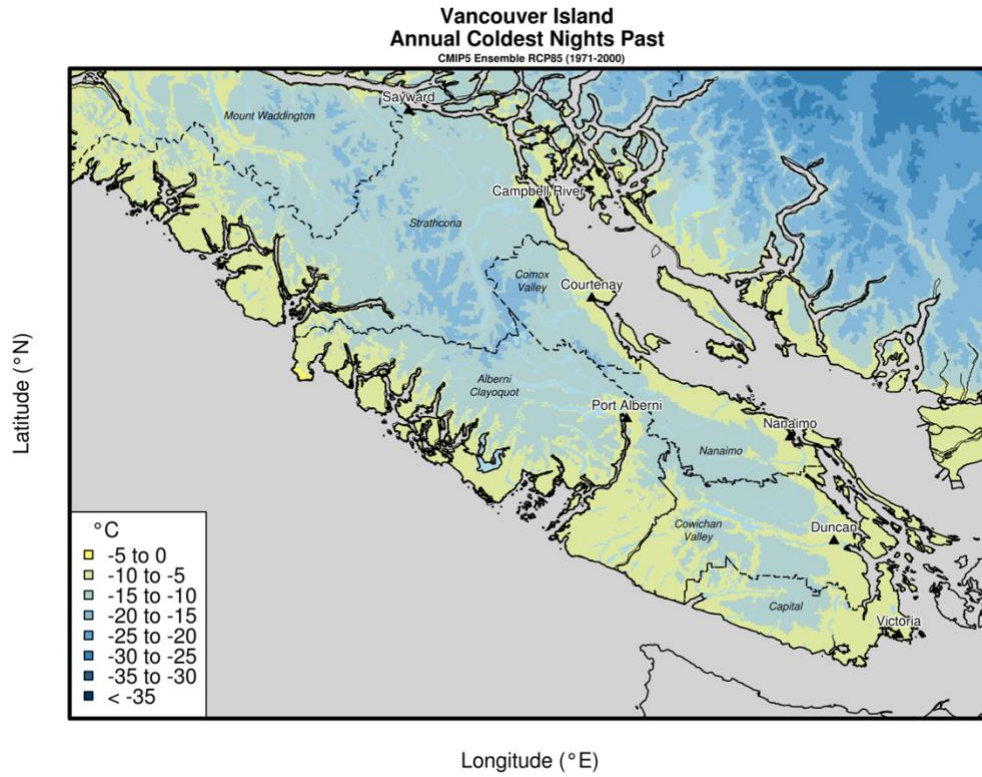 Vancouver Island
Annual Coldest Nights Past
CMIP5 Ensemble RCP85 (1971-2000)
Sayward
Mount Waddington
Campbell River
Strathcona
Comox
Valley
Courtenay
Alberni
Clayoquot
Port Alberni
Nanaimo
Nanaimo
Cowichan
Valley
Duncan
Capital
Victoria
Latitude (°N)
°C
-5 to 0
-10 to -5
-15 to -10
-20 to -15
-25 to -20
-30 to -25
-35 to -30
< -35
Longitude (°E)